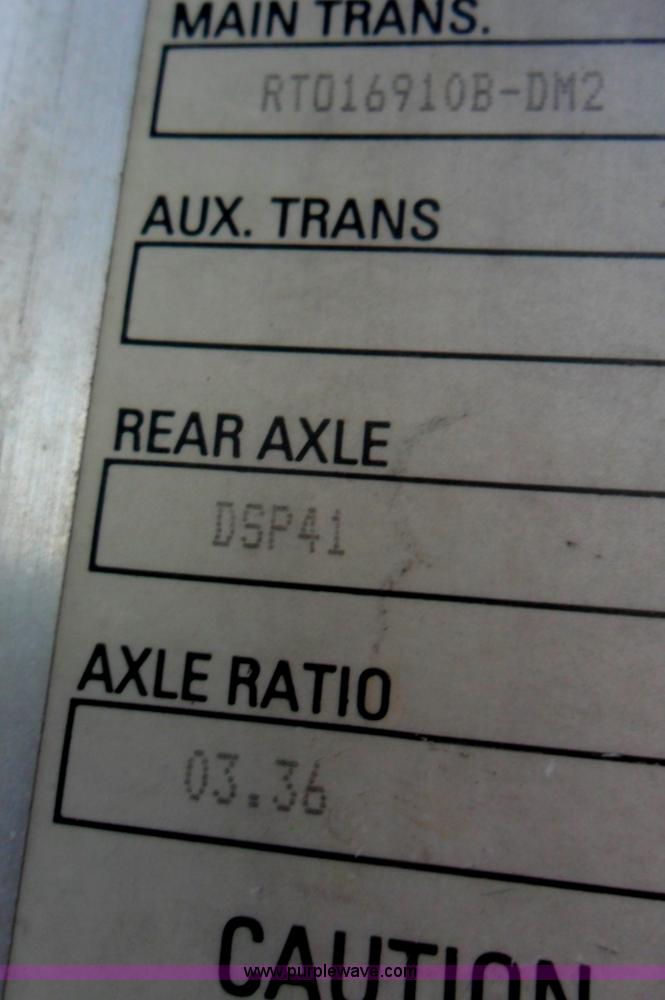 MAIN TRANS.
RTO16910B-DM2
AUX. TRANS
REAR AXLE
DSP41
AXLE RATIO
03.36
CAUTION
www.purplewave.com